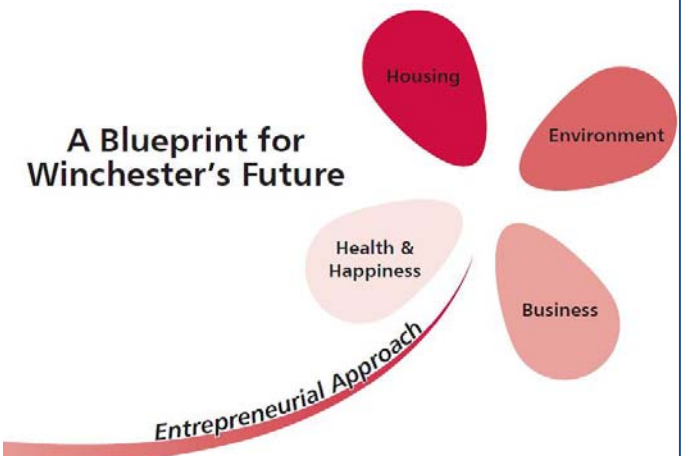 Housing
Environment
A Blueprint for
Winchester's Future
Health &
Happiness
Business
Entrepreneurial Approach